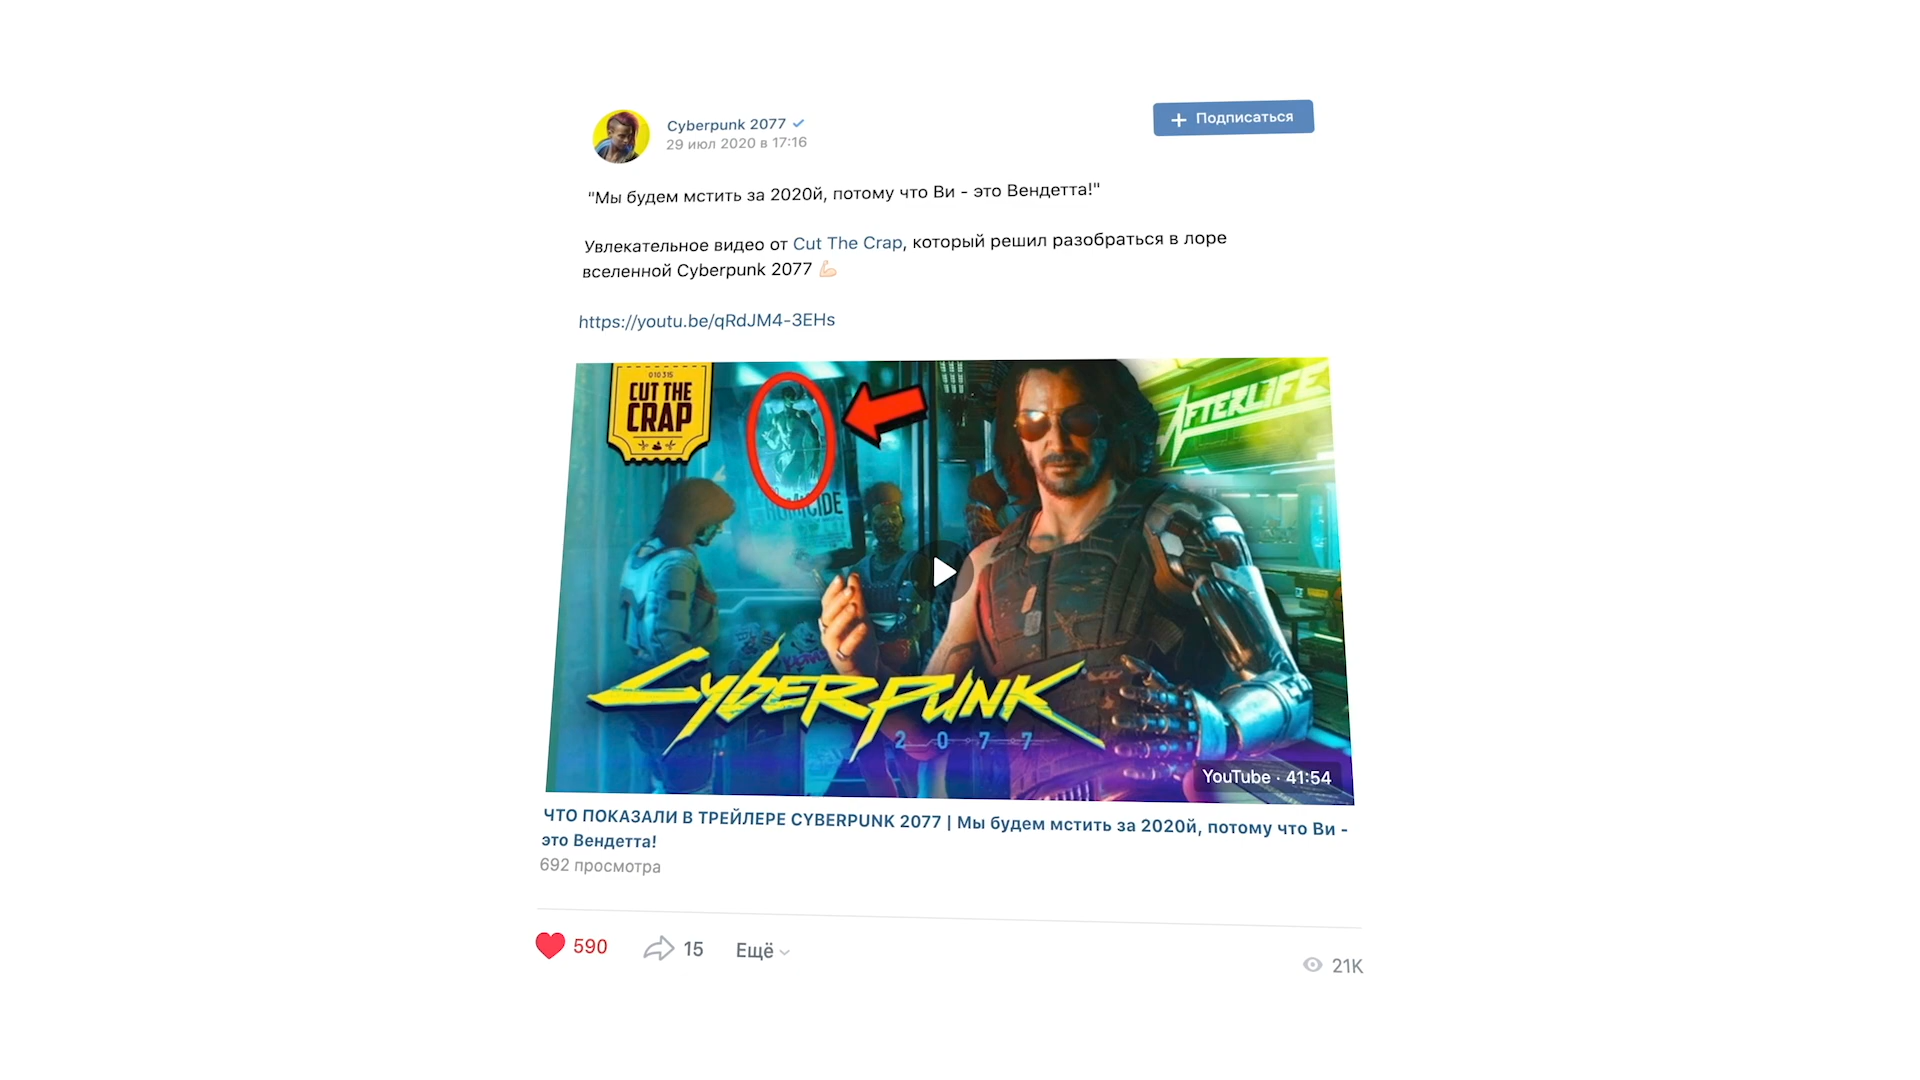 Cyberpunk 2077
29 июл 2020 в 17:16
+ Подписаться
"Мы будем мстить за 2020й, потому что Ви - это Вендетта!"
Увлекательное видео от Cut The Crap, который решил разобраться в лоре
вселенной Cyberpunk 2077 💪🏻
https://youtu.be/qRdJM4-3EHs
010315
CUT THE
CRAP
AFTERLIFE
HOMICIDE
CYBERPUNK
2077
YouTube · 41:54
ЧТО ПОКАЗАЛИ В ТРЕЙЛЕРЕ CYBERPUNK 2077 | Мы будем мстить за 2020й, потому что Ви -
это Вендетта!
692 просмотра
590
15
Ещё
21K